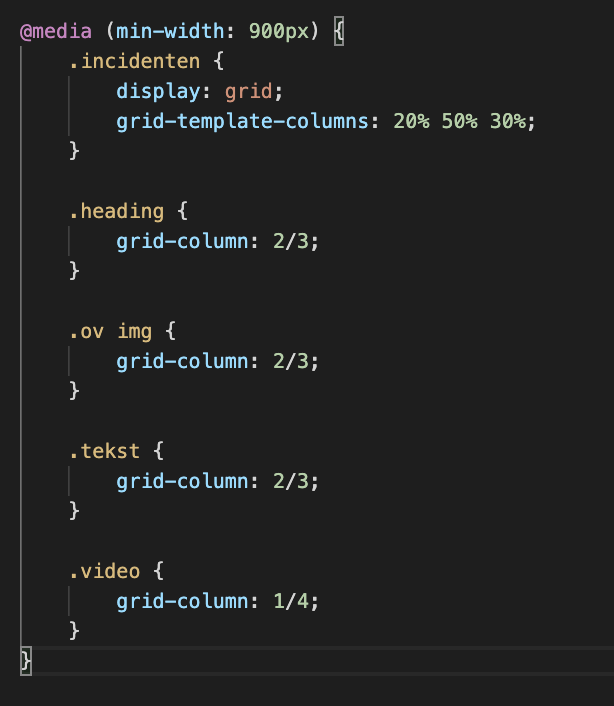 @media (min-width: 900px) {
    .incidenten {
        display: grid;
        grid-template-columns: 20% 50% 30%;
    }

    .heading {
        grid-column: 2/3;
    }

    .ov img {
        grid-column: 2/3;
    }

    .tekst {
        grid-column: 2/3;
    }

    .video {
        grid-column: 1/4;
    }
}